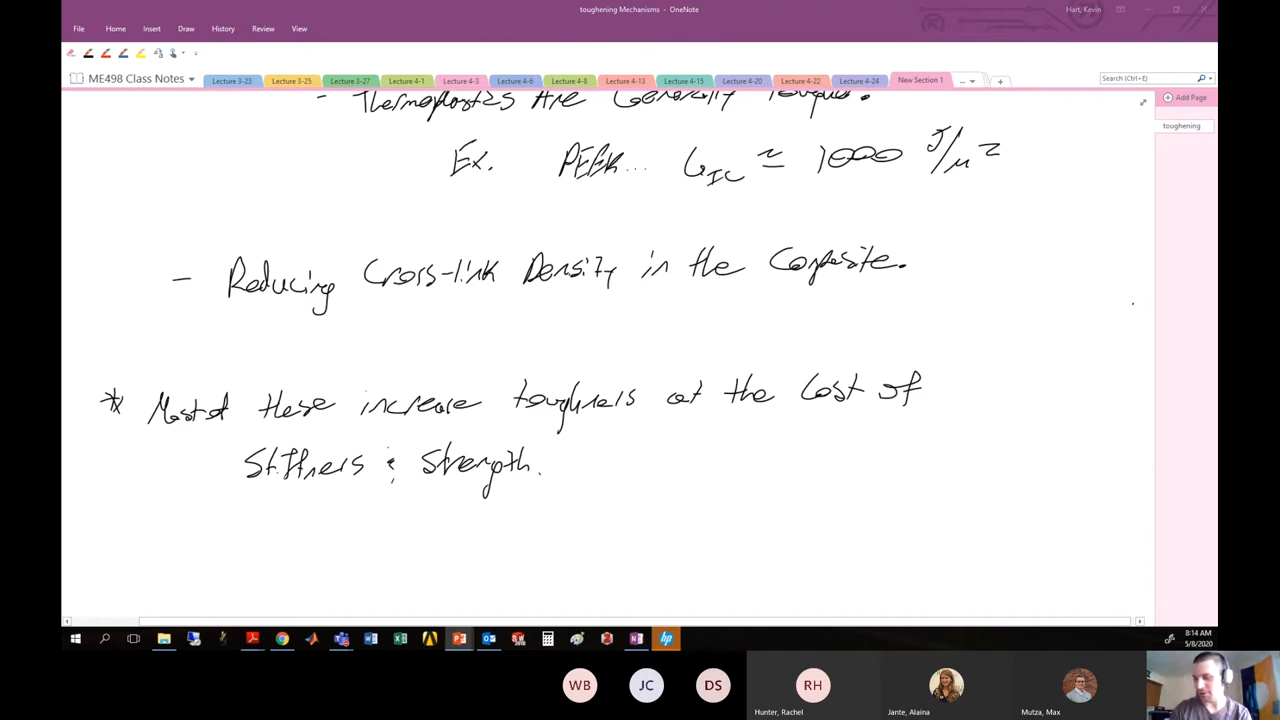 toughening Mechanisms - OneNote
Hart, Kevin
File Home Insert Draw History Review View
ME498 Class Notes
Lecture 3-23 Lecture 3-25 Lecture 3-27 Lecture 4-1 Lecture 4-3 Lecture 4-6 Lecture 4-8 Lecture 4-13 Lecture 4-15 Lecture 4-20 Lecture 4-22 Lecture 4-24 New Section 1
Search (Ctrl+E)
Add Page
toughening
- Thermoplastics Are Generally Tougher.
Ex. PEEK... GIC ≃ 1000 J/m2
- Reducing Cross-link Density in the Composite.
* Most of these increase toughness at the Cost of
Stiffness & Strength.
8:14 AM
5/8/2020
WB JC DS RH
Hunter, Rachel Jante, Alaina Mutza, Max